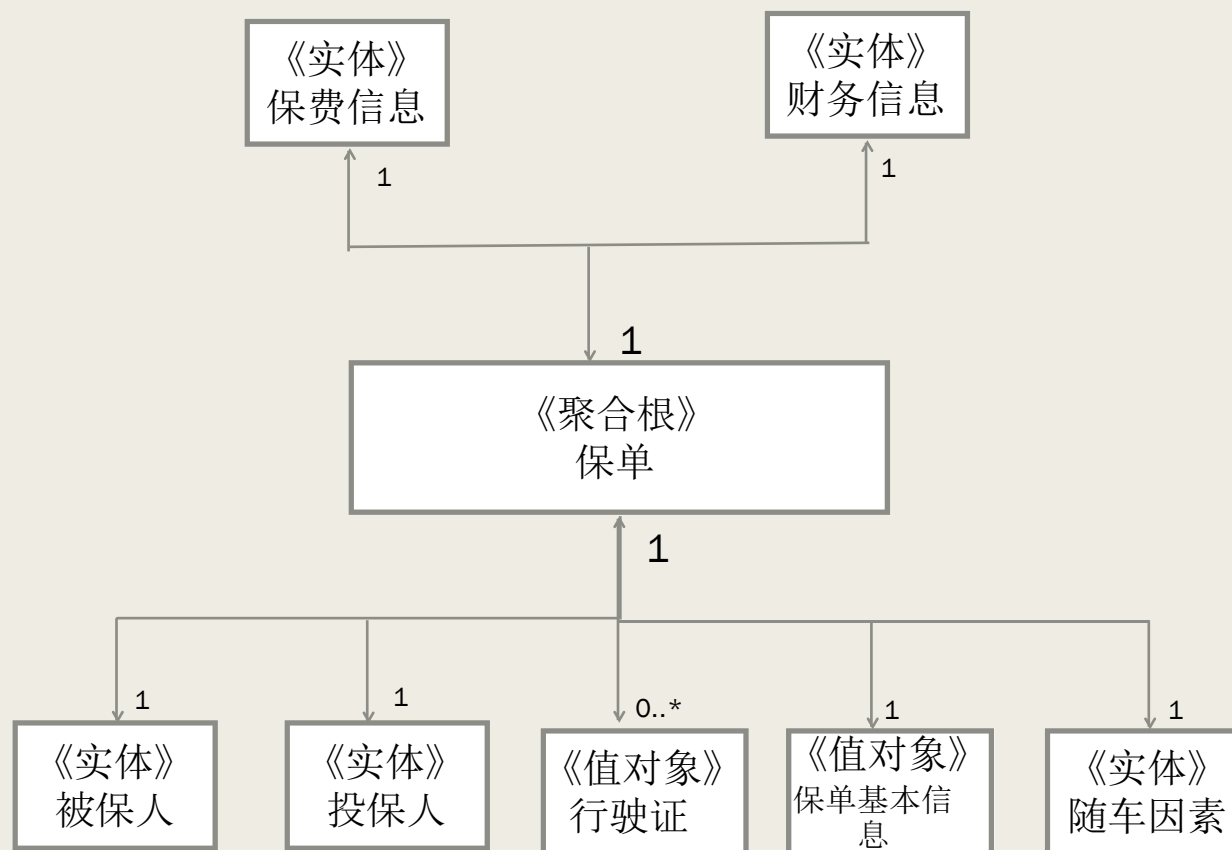 《实体》
保费信息
《实体》
财务信息
1
1
1
《聚合根》
保单
1
1
1
0..*
1
1
《实体》
被保人
《实体》
投保人
《值对象》
行驶证
《值对象》
保单基本信
息
《实体》
随车因素